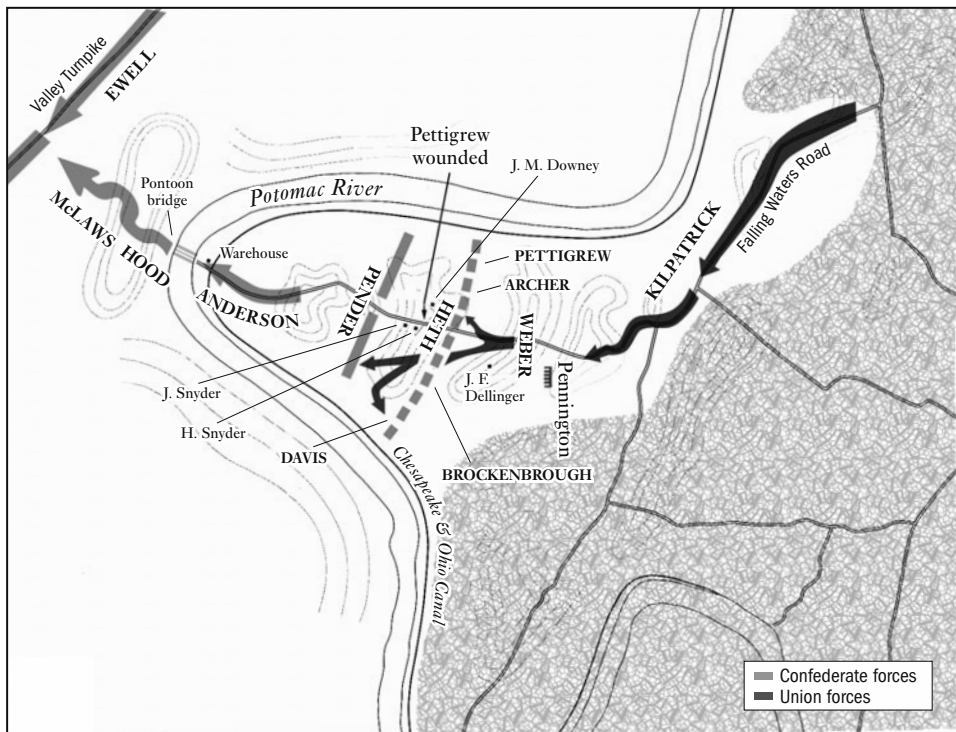 Valley Turnpike
EWELL
Pettigrew
wounded
J. M. Downey
Pontoon
bridge
Potomac River
Falling Waters Road
McLAWS HOOD
Warehouse
KILPATRICK
PETTIGREW
ARCHER
ANDERSON
PENDER
HETH
WEBER
J. Snyder
J. F.
Dellinger
Pennington
H. Snyder
DAVIS
BROCKENBROUGH
Chesapeake & Ohio Canal
Confederate forces
Union forces